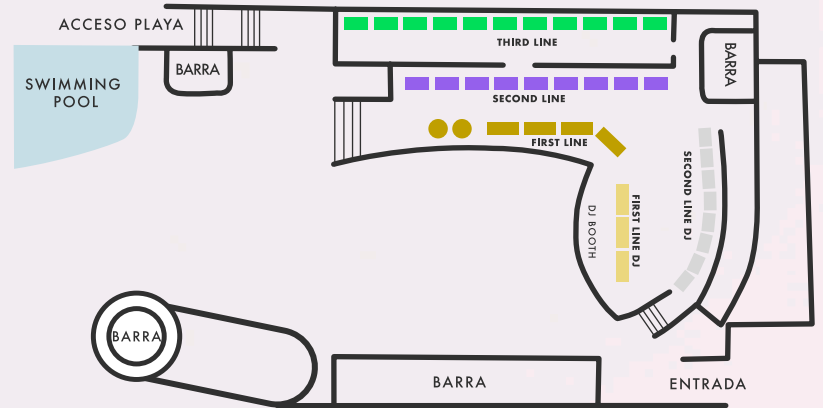 ACCESO PLAYA
THIRD LINE
BARRA
BARRA
SWIMMING
POOL
SECOND LINE
FIRST LINE
SECOND LINE DJ
FIRST LINE DJ
DJ BOOTH
BARRA
BARRA
ENTRADA